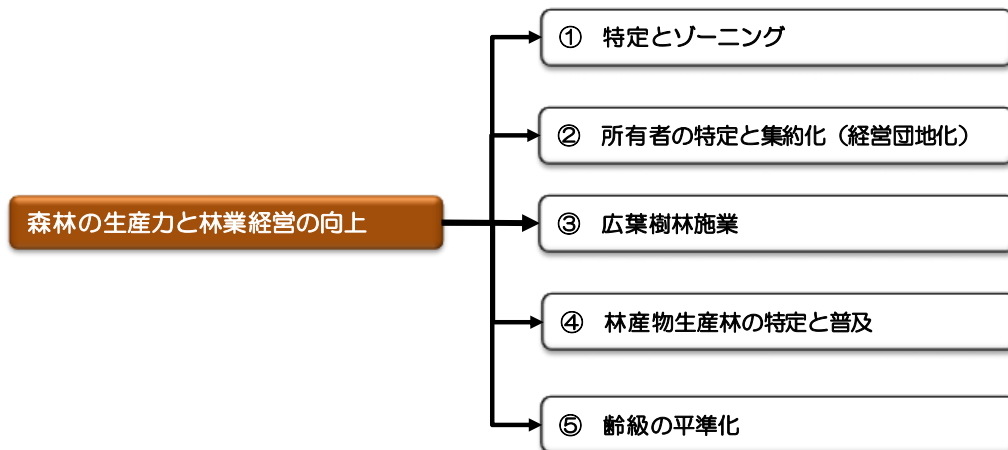 ① 特定とゾーニング
② 所有者の特定と集約化（経営団地化）
森林の生産力と林業経営の向上
③ 広葉樹林施業
④ 林産物生産林の特定と普及
⑤ 齢級の平準化